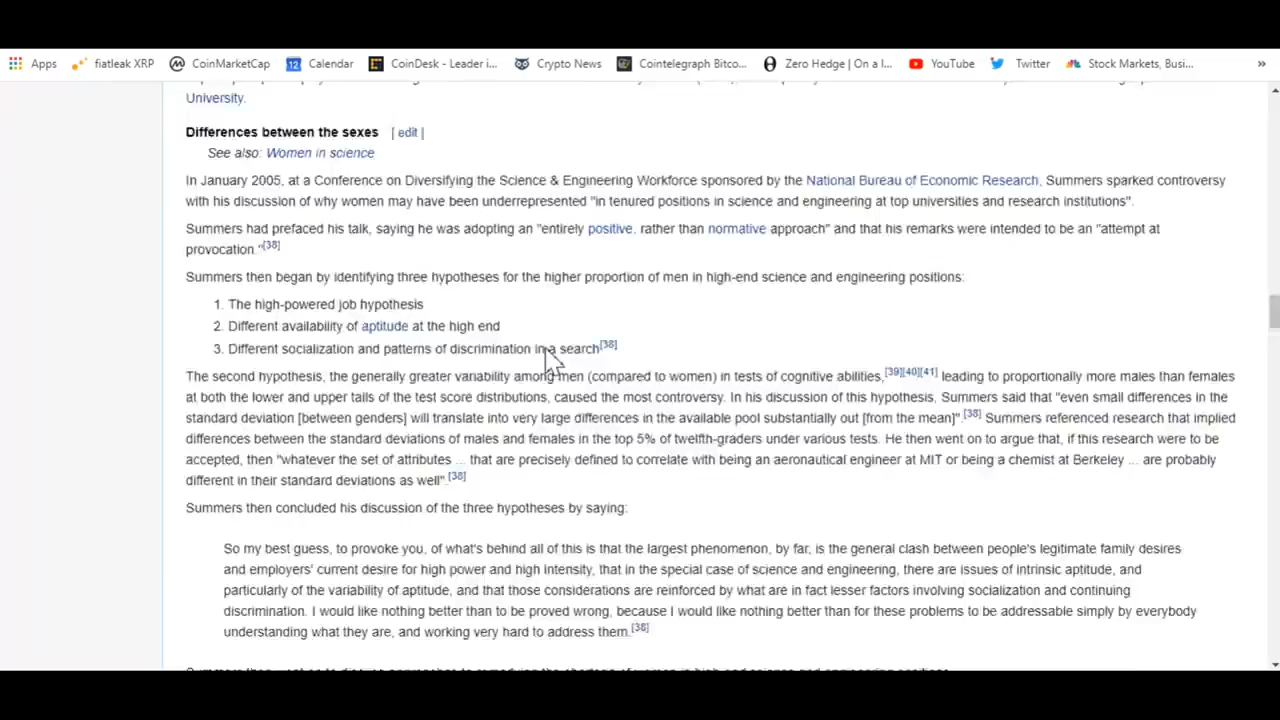 Apps fiatleak XRP CoinMarketCap 12 Calendar CoinDesk - Leader i... Crypto News Cointelegraph Bitco... Zero Hedge | On a l... YouTube Twitter Stock Markets, Busi... »
University.
Differences between the sexes [ edit ]
See also: Women in science
In January 2005, at a Conference on Diversifying the Science & Engineering Workforce sponsored by the National Bureau of Economic Research, Summers sparked controversy
with his discussion of why women may have been underrepresented "in tenured positions in science and engineering at top universities and research institutions".
Summers had prefaced his talk, saying he was adopting an "entirely positive, rather than normative approach" and that his remarks were intended to be an "attempt at
provocation."[38]
Summers then began by identifying three hypotheses for the higher proportion of men in high-end science and engineering positions:
1. The high-powered job hypothesis
2. Different availability of aptitude at the high end
3. Different socialization and patterns of discrimination in a search[38]
The second hypothesis, the generally greater variability among men (compared to women) in tests of cognitive abilities,[39][40][41] leading to proportionally more males than females
at both the lower and upper tails of the test score distributions, caused the most controversy. In his discussion of this hypothesis, Summers said that "even small differences in the
standard deviation [between genders] will translate into very large differences in the available pool substantially out [from the mean]".[38] Summers referenced research that implied
differences between the standard deviations of males and females in the top 5% of twelfth-graders under various tests. He then went on to argue that, if this research were to be
accepted, then "whatever the set of attributes ... that are precisely defined to correlate with being an aeronautical engineer at MIT or being a chemist at Berkeley ... are probably
different in their standard deviations as well".[38]
Summers then concluded his discussion of the three hypotheses by saying:
So my best guess, to provoke you, of what's behind all of this is that the largest phenomenon, by far, is the general clash between people's legitimate family desires
and employers' current desire for high power and high intensity, that in the special case of science and engineering, there are issues of intrinsic aptitude, and
particularly of the variability of aptitude, and that those considerations are reinforced by what are in fact lesser factors involving socialization and continuing
discrimination. I would like nothing better than to be proved wrong, because I would like nothing better than for these problems to be addressable simply by everybody
understanding what they are, and working very hard to address them.[38]